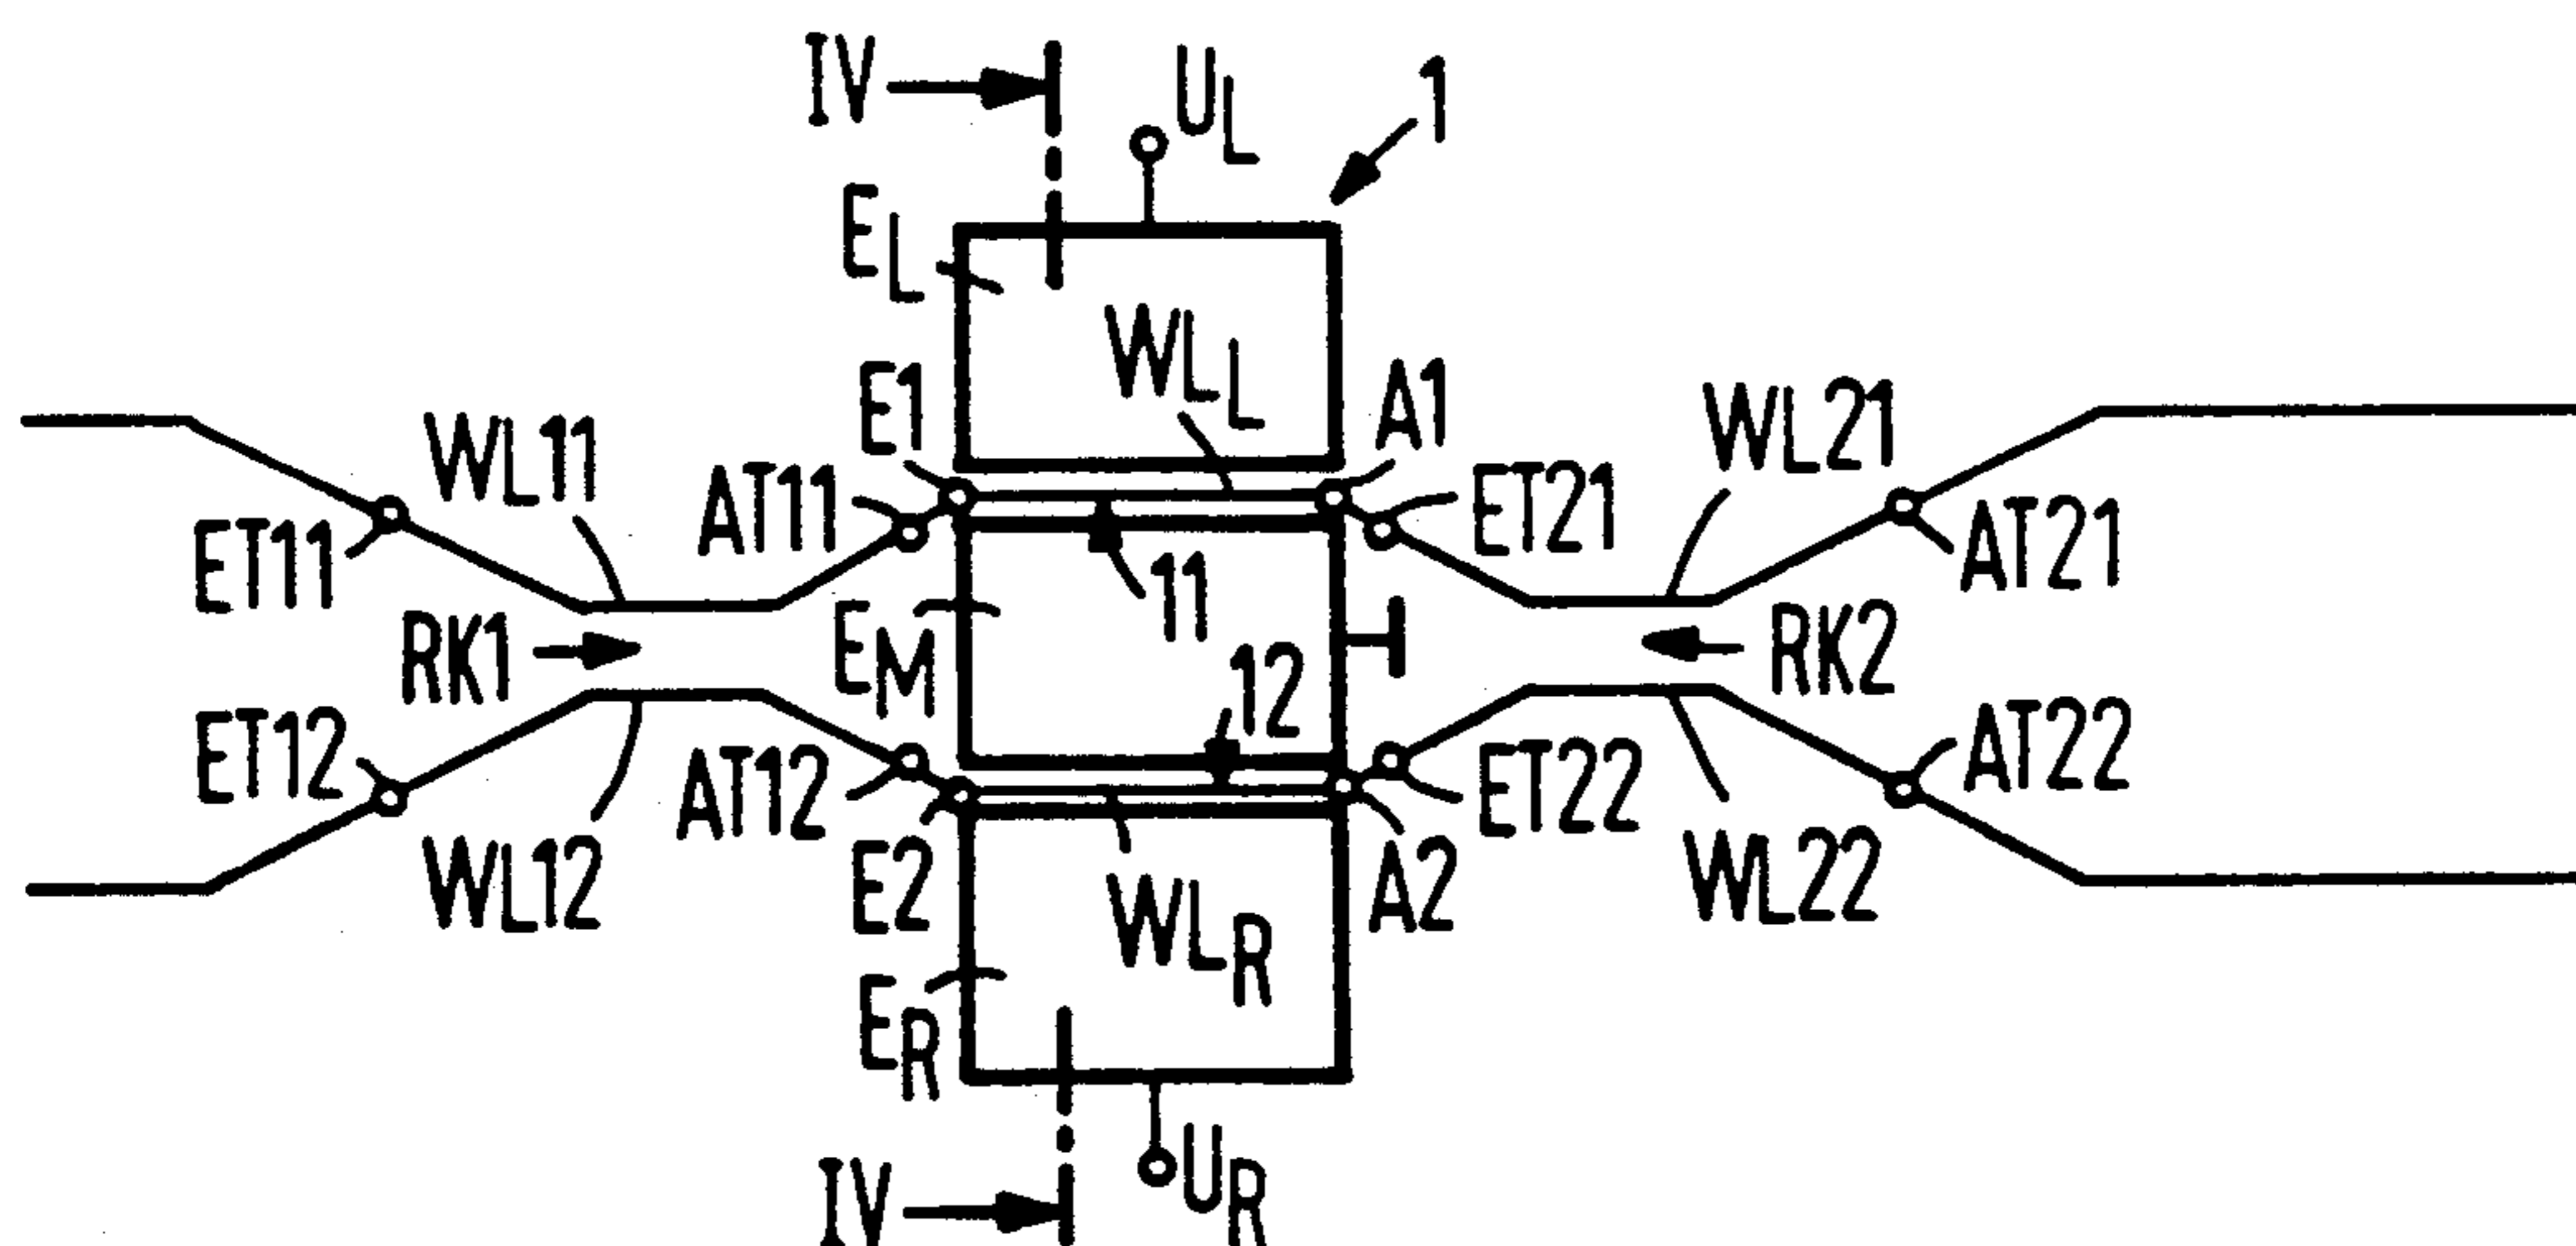 IV
U_L
1
E_L
WL_L
E1
A1
WL11
AT11
ET21
WL21
ET11
AT21
11
RK1
E_M
RK2
12
ET12
AT12
ET22
AT22
WL12
E2
A2
WL22
WL_R
E_R
U_R
IV